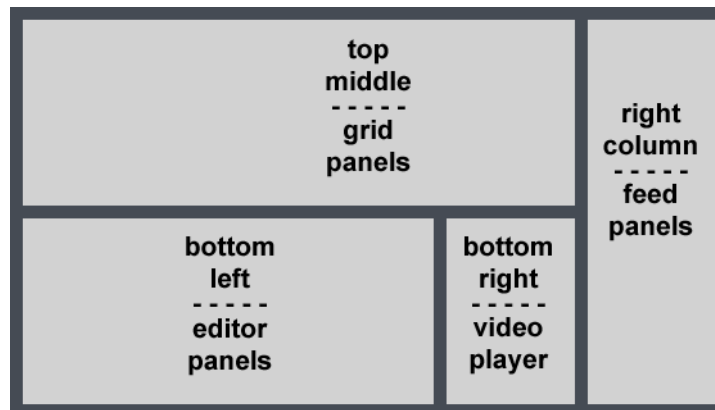 top
middle
- - - - -
grid
panels
right
column
- - - - -
feed
panels
bottom
left
- - - - -
editor
panels
bottom
right
- - - - -
video
player